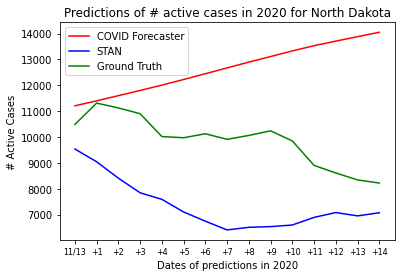 Predictions of # active cases in 2020 for North Dakota
COVID Forecaster
STAN
Ground Truth
# Active Cases
14000
13000
12000
11000
10000
9000
8000
7000
11/13 +1 +2 +3 +4 +5 +6 +7 +8 +9 +10 +11 +12 +13 +14
Dates of predictions in 2020